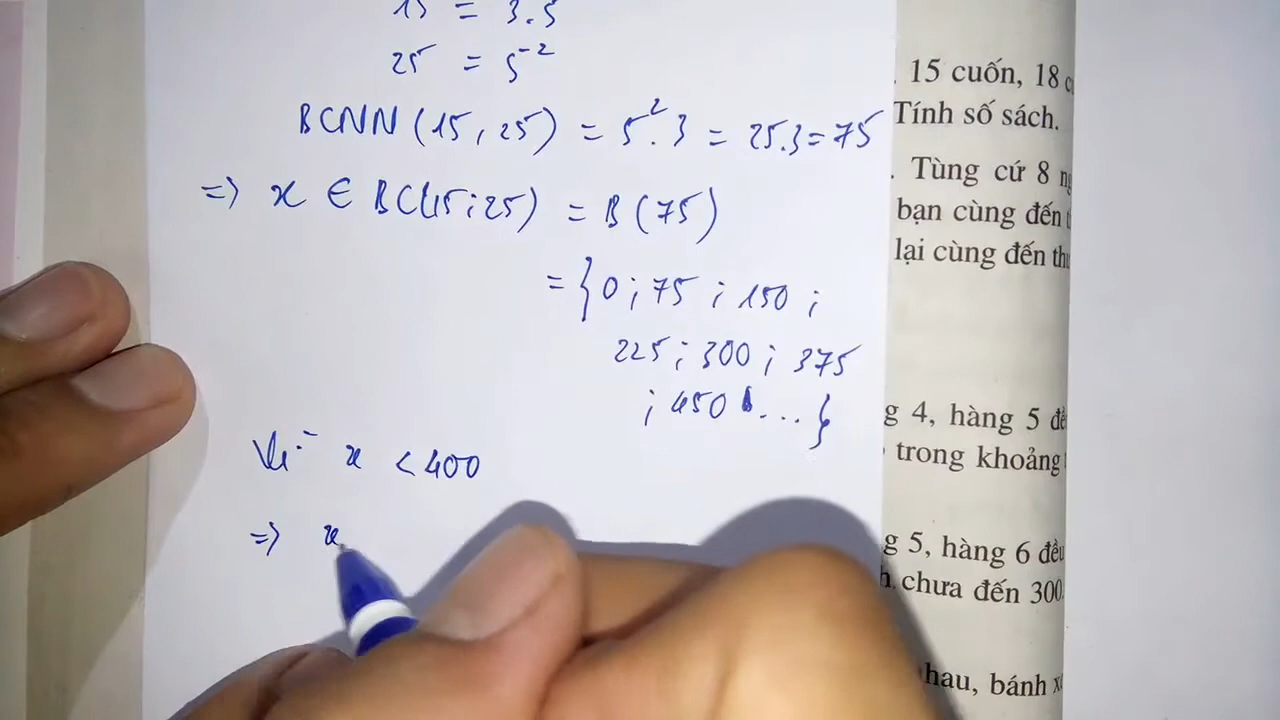 15 = 3.5
25 = 5^2
BCNN (15, 25) = 5^2.3 = 25.3 = 75
=> x ∈ BC(15;25) = B(75)
= {0; 75; 150;
225; 300; 375
; 450 ... }
Vì x < 400
=> x
15 cuốn, 18
Tính số sách.
. Tùng cứ 8
bạn cùng đến
lại cùng đến
4, hàng 5
trong khoảng
5, hàng 6 đều
chưa đến 300
hau, bánh